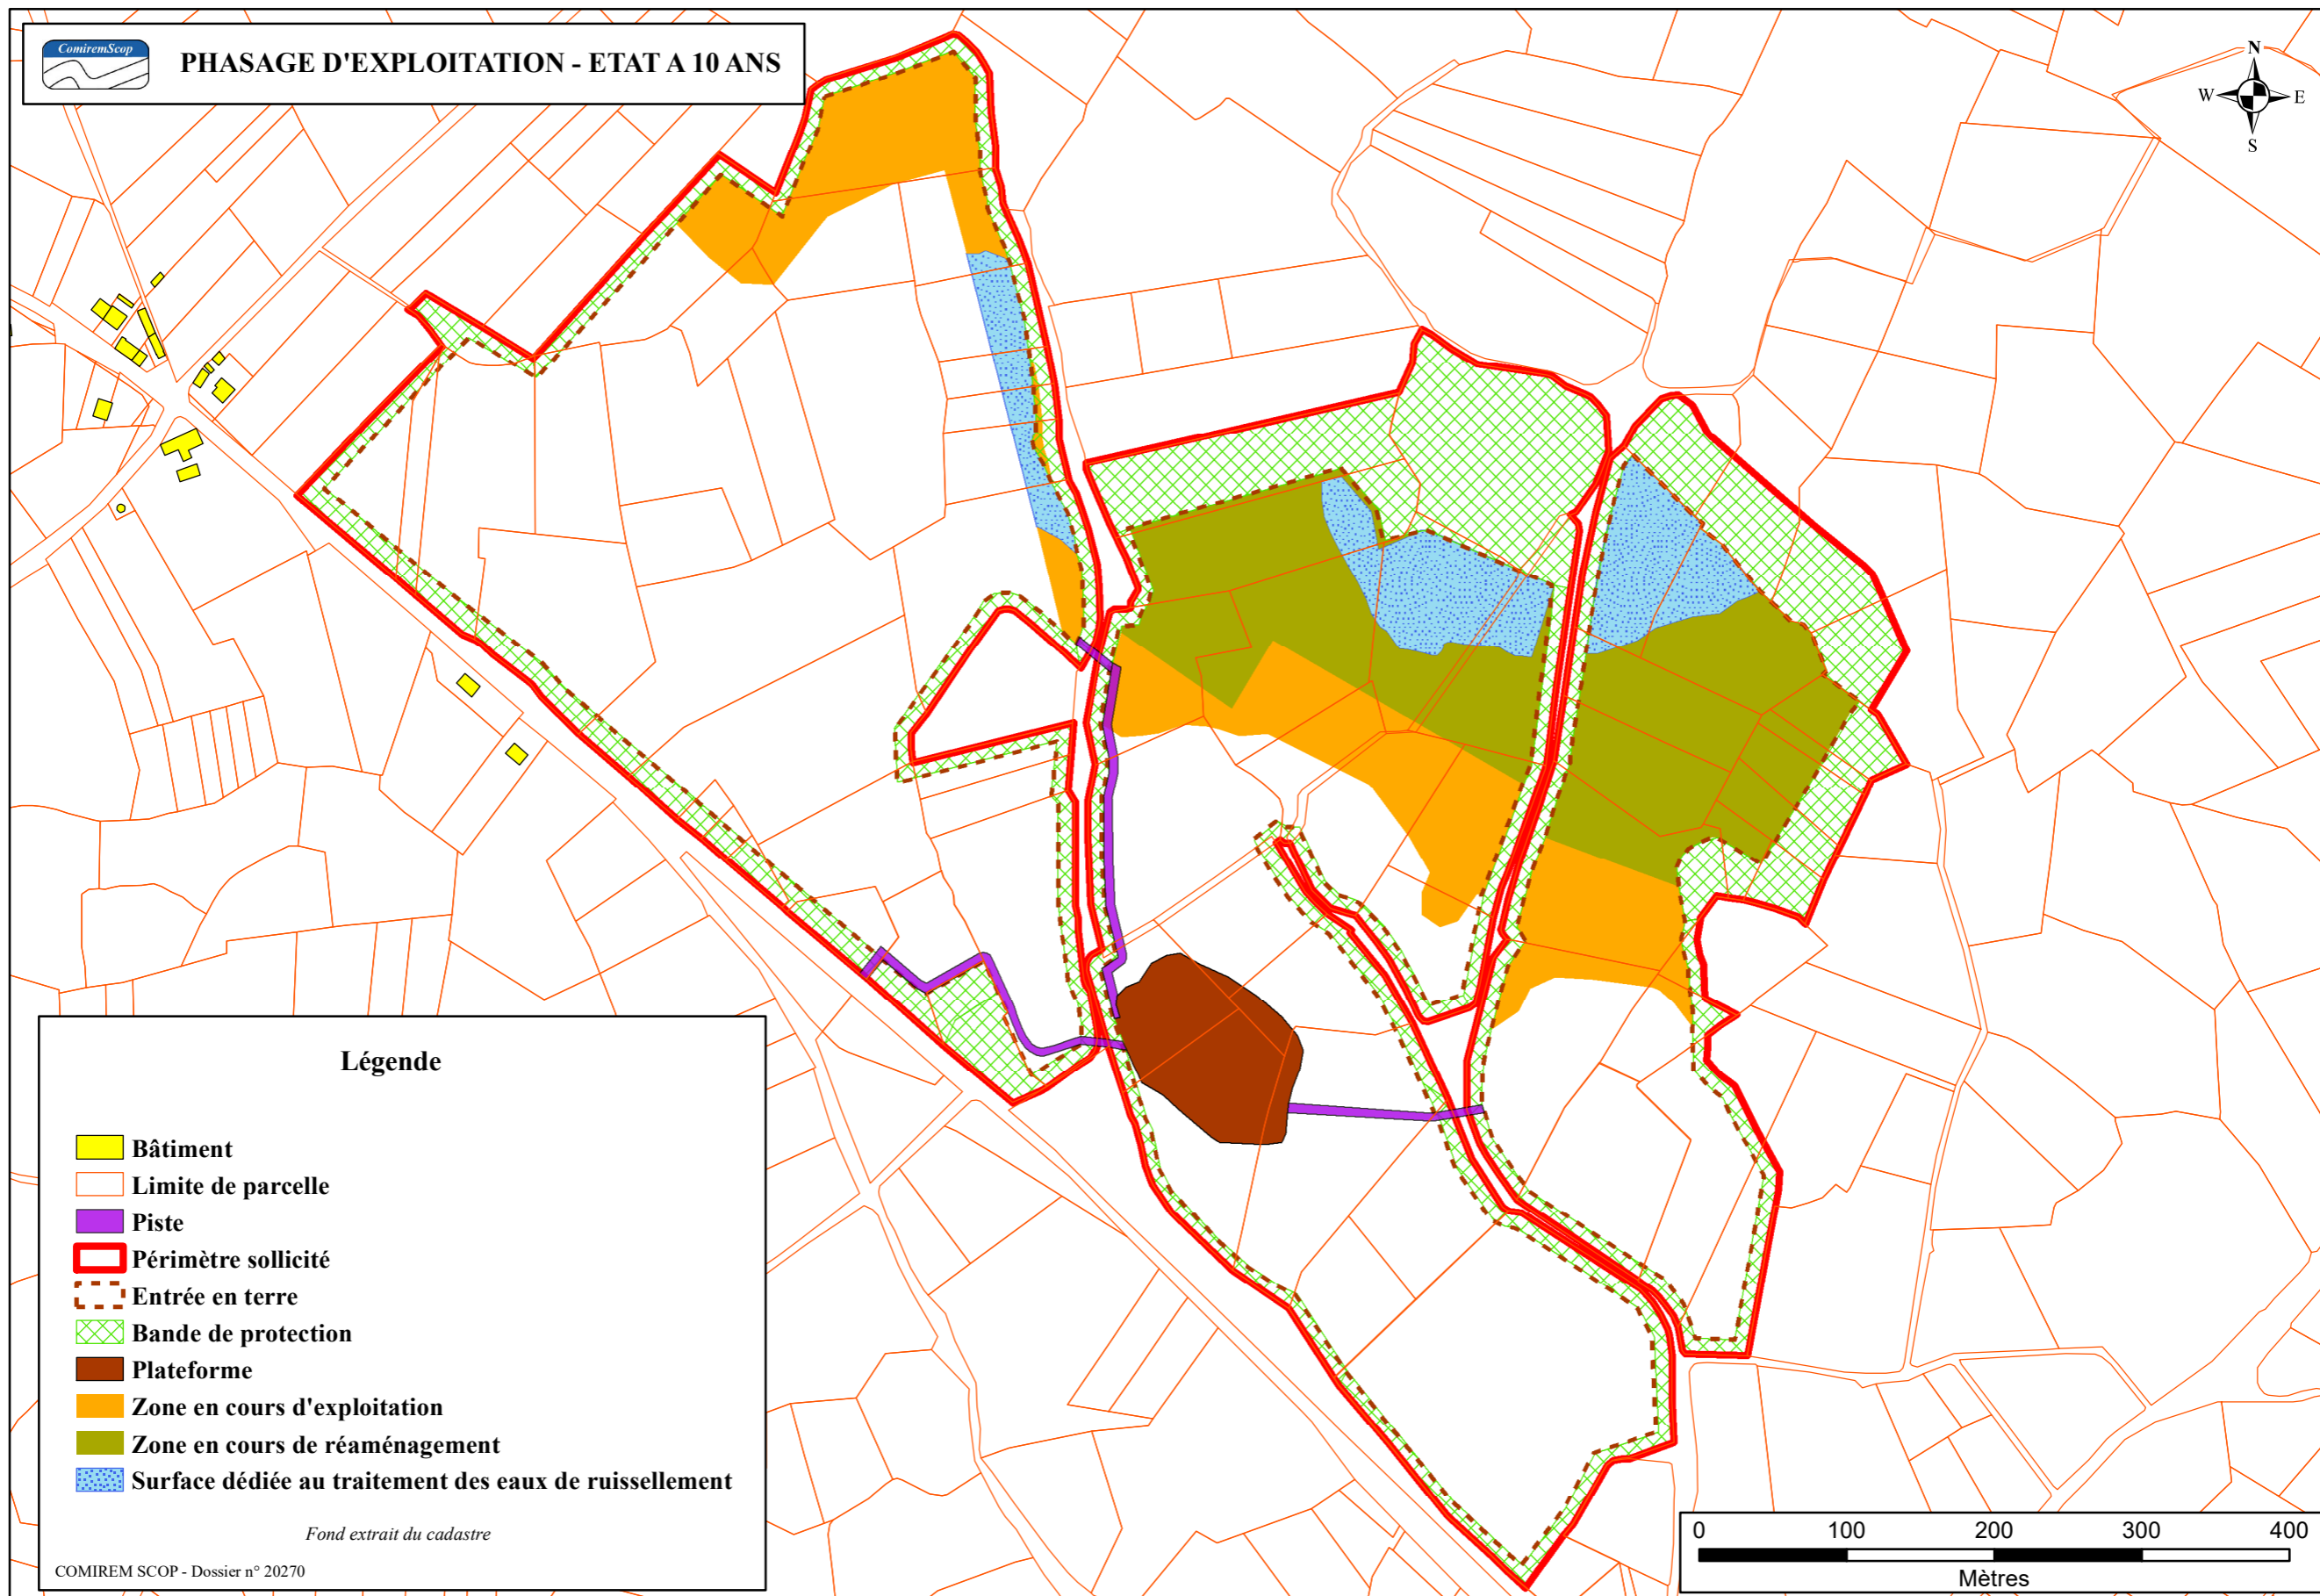 ComiremScop
PHASAGE D'EXPLOITATION - ETAT A 10 ANS
N
W E
S
Légende
Bâtiment
Limite de parcelle
Piste
Périmètre sollicité
Entrée en terre
Bande de protection
Plateforme
Zone en cours d'exploitation
Zone en cours de réaménagement
Surface dédiée au traitement des eaux de ruissellement
Fond extrait du cadastre
COMIREM SCOP - Dossier n° 20270
0 100 200 300 400
Mètres